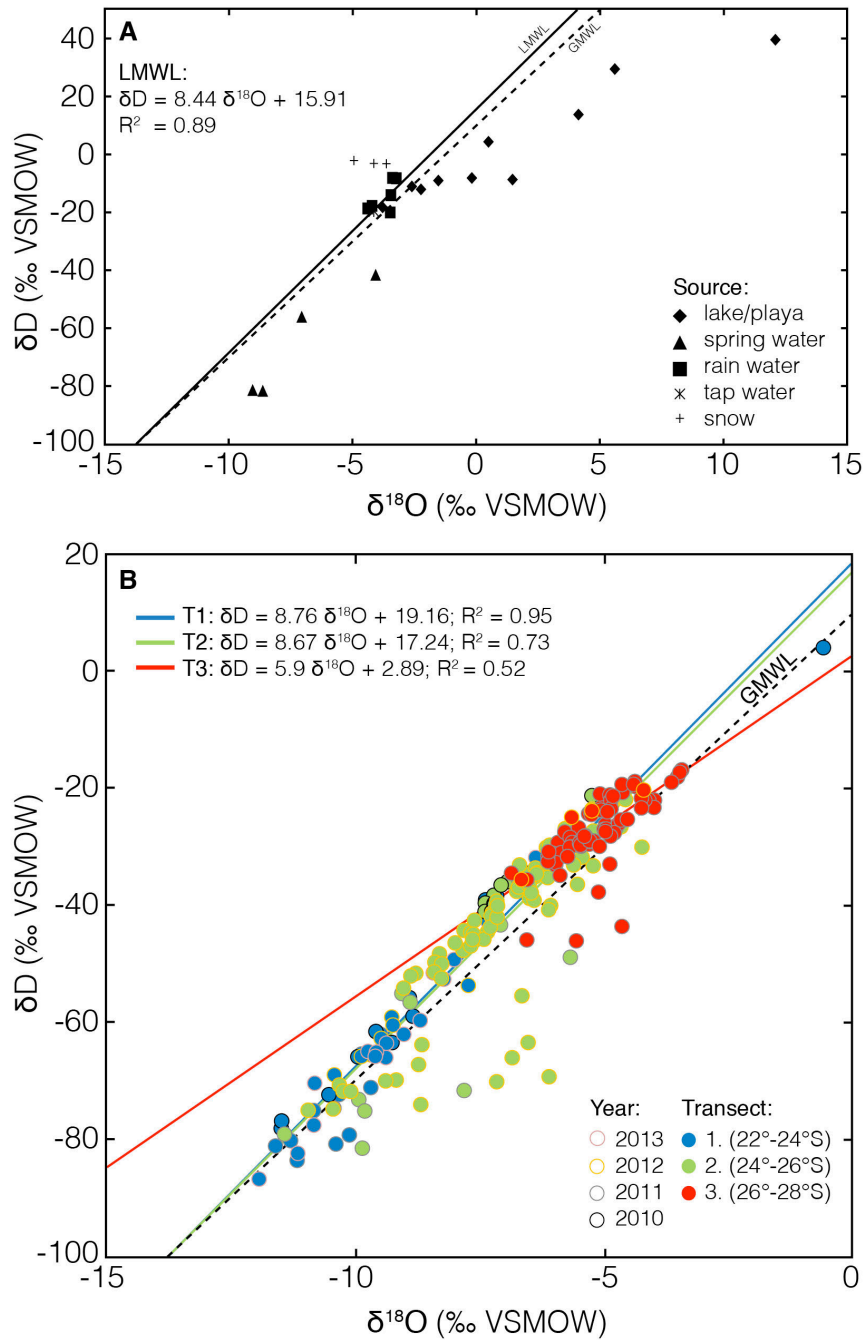 A
LMWL:
δD = 8.44 δ¹⁸O + 15.91
R² = 0.89
LMWL
GMWL
40
20
0
-20
-40
-60
-80
-100
δD (‰ VSMOW)
Source:
lake/playa
spring water
rain water
tap water
snow
-15
-10
-5
0
5
10
15
δ¹⁸O (‰ VSMOW)
B
T1: δD = 8.76 δ¹⁸O + 19.16; R² = 0.95
T2: δD = 8.67 δ¹⁸O + 17.24; R² = 0.73
T3: δD = 5.9 δ¹⁸O + 2.89; R² = 0.52
GMWL
20
0
-20
-40
-60
-80
-100
δD (‰ VSMOW)
Year: Transect:
2013 1. (22°-24°S)
2012 2. (24°-26°S)
2011 3. (26°-28°S)
2010
-15
-10
-5
0
δ¹⁸O (‰ VSMOW)